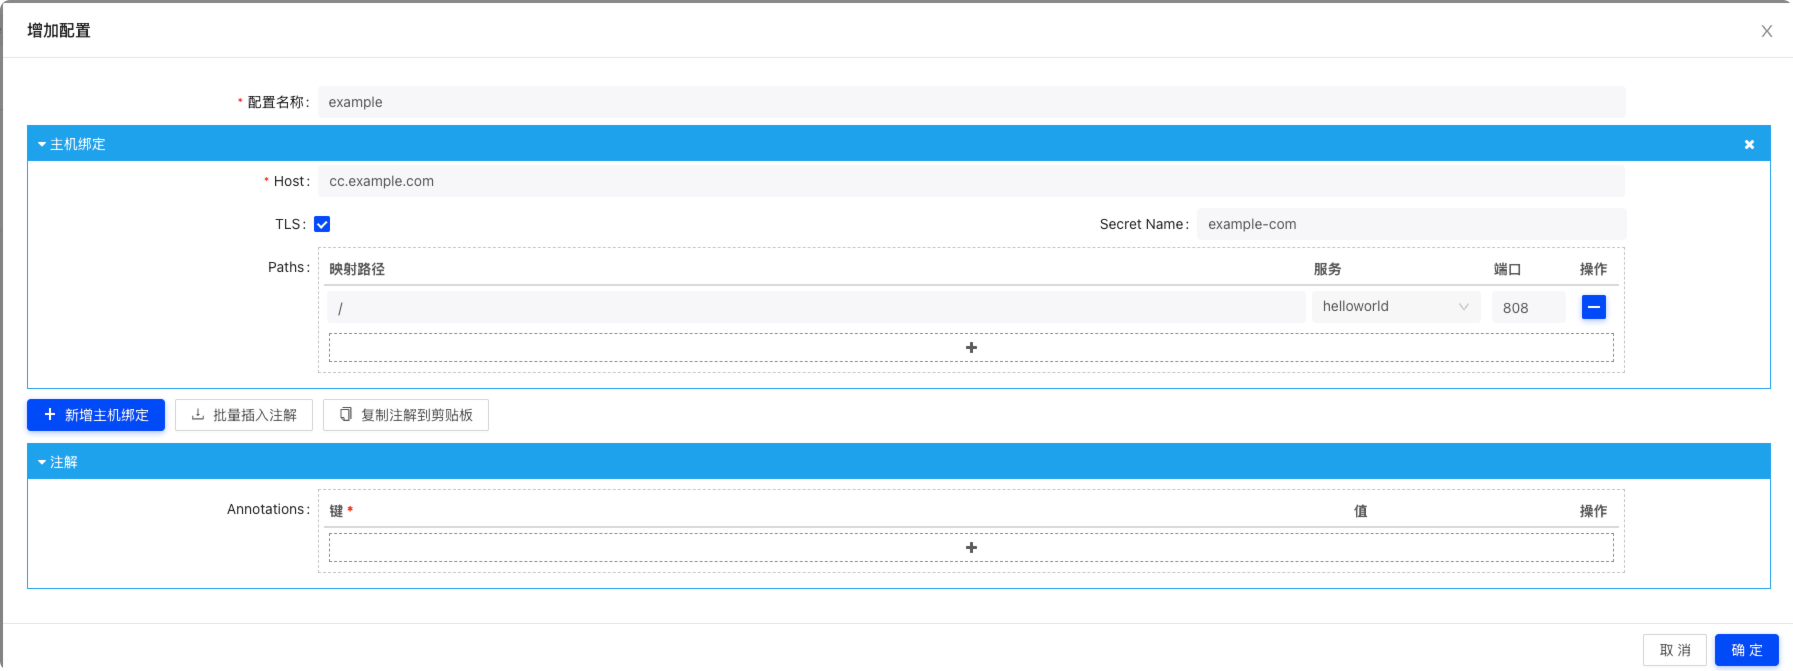 增加配置
* 配置名称: example
主机绑定
* Host: cc.example.com
TLS: Secret Name: example-com
Paths: 映射路径 服务 端口 操作
/ helloworld 808
+
+ 新增主机绑定 批量插入注解 复制注解到剪贴板
注解
Annotations: 键 * 值 操作
+
取 消 确 定